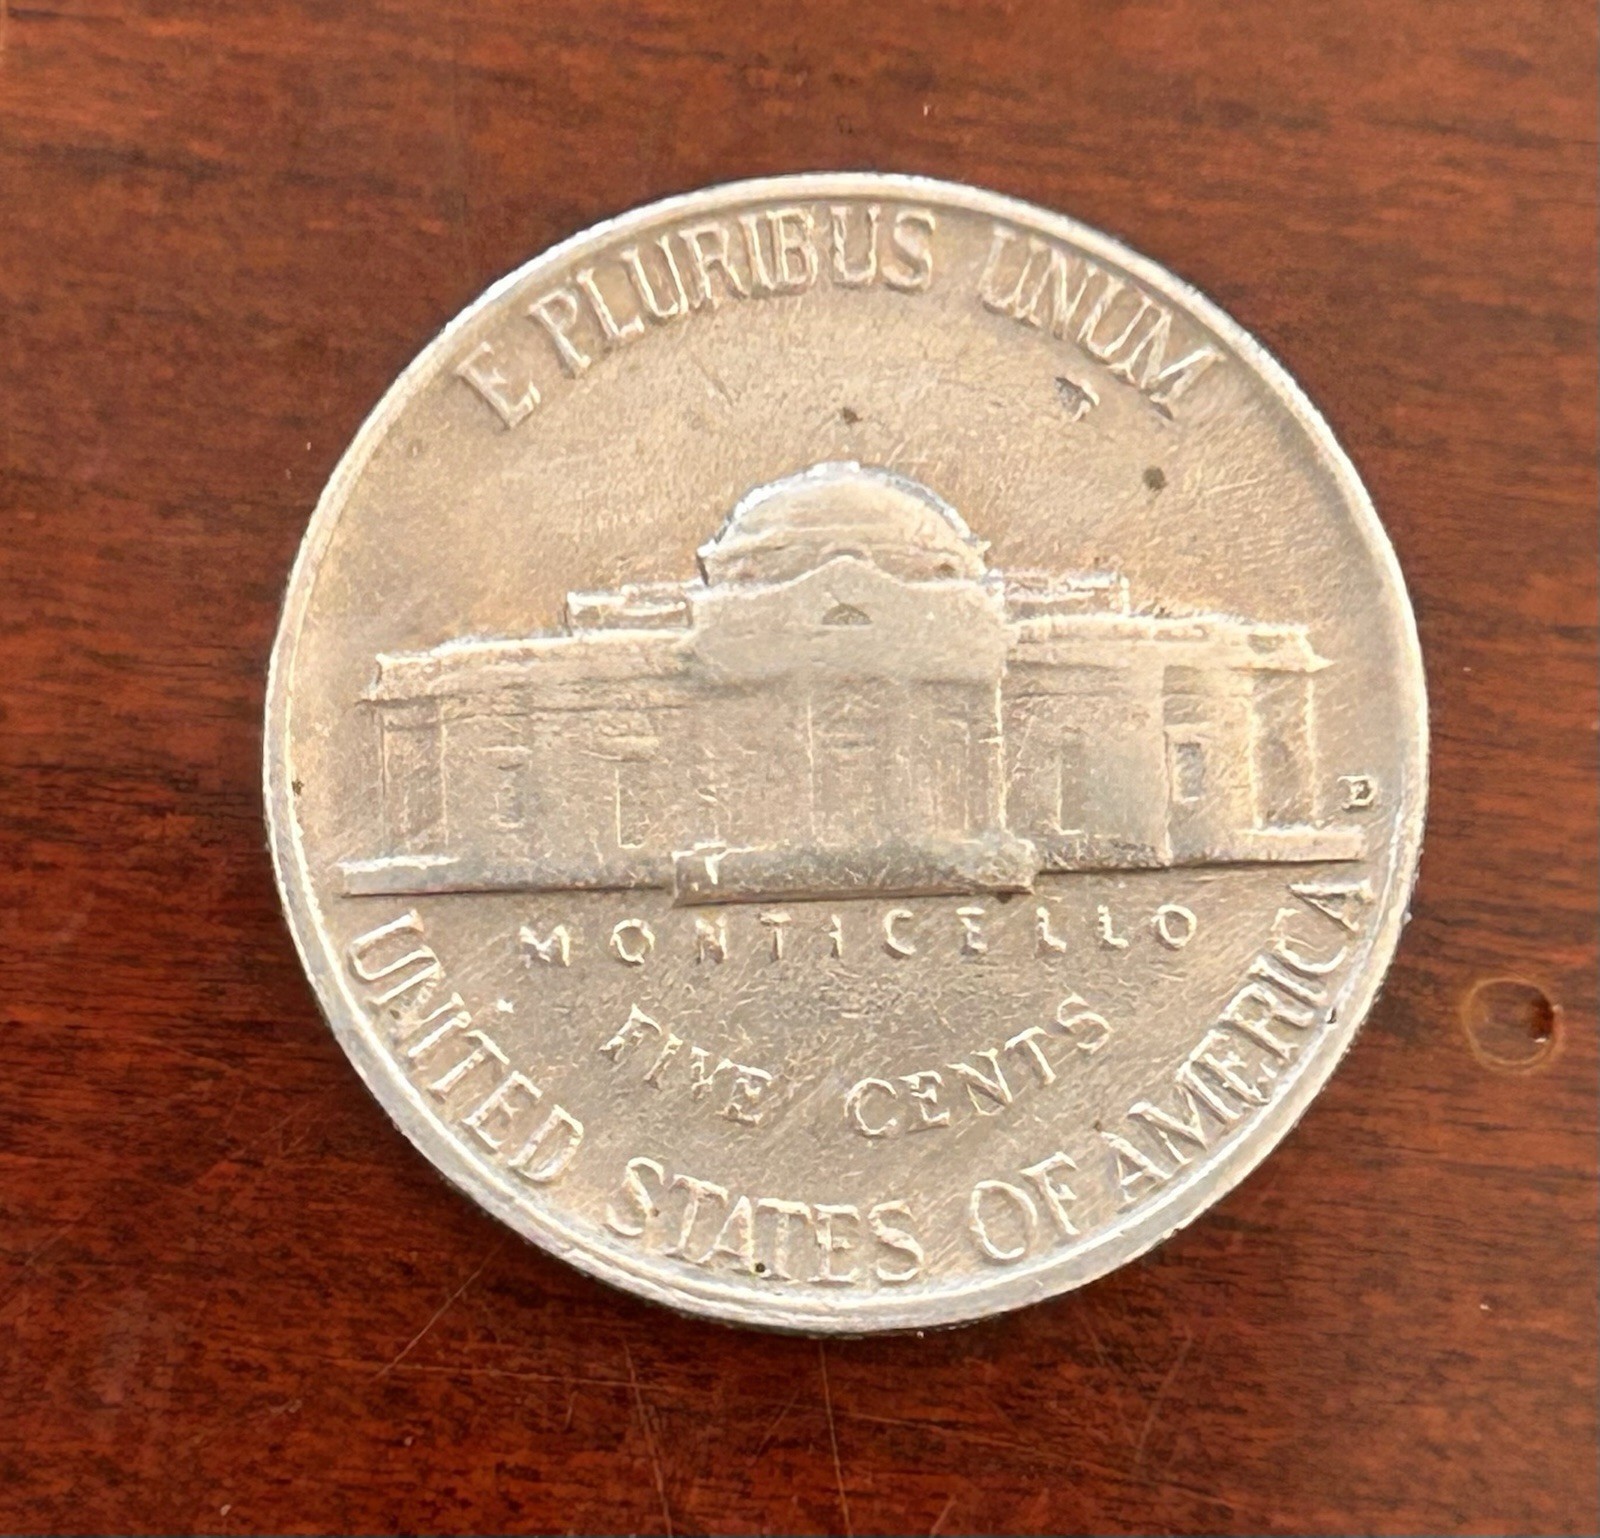 E PLURIBUS UNUM
D
MONTICELLO
FIVE CENTS
UNITED STATES OF AMERICA